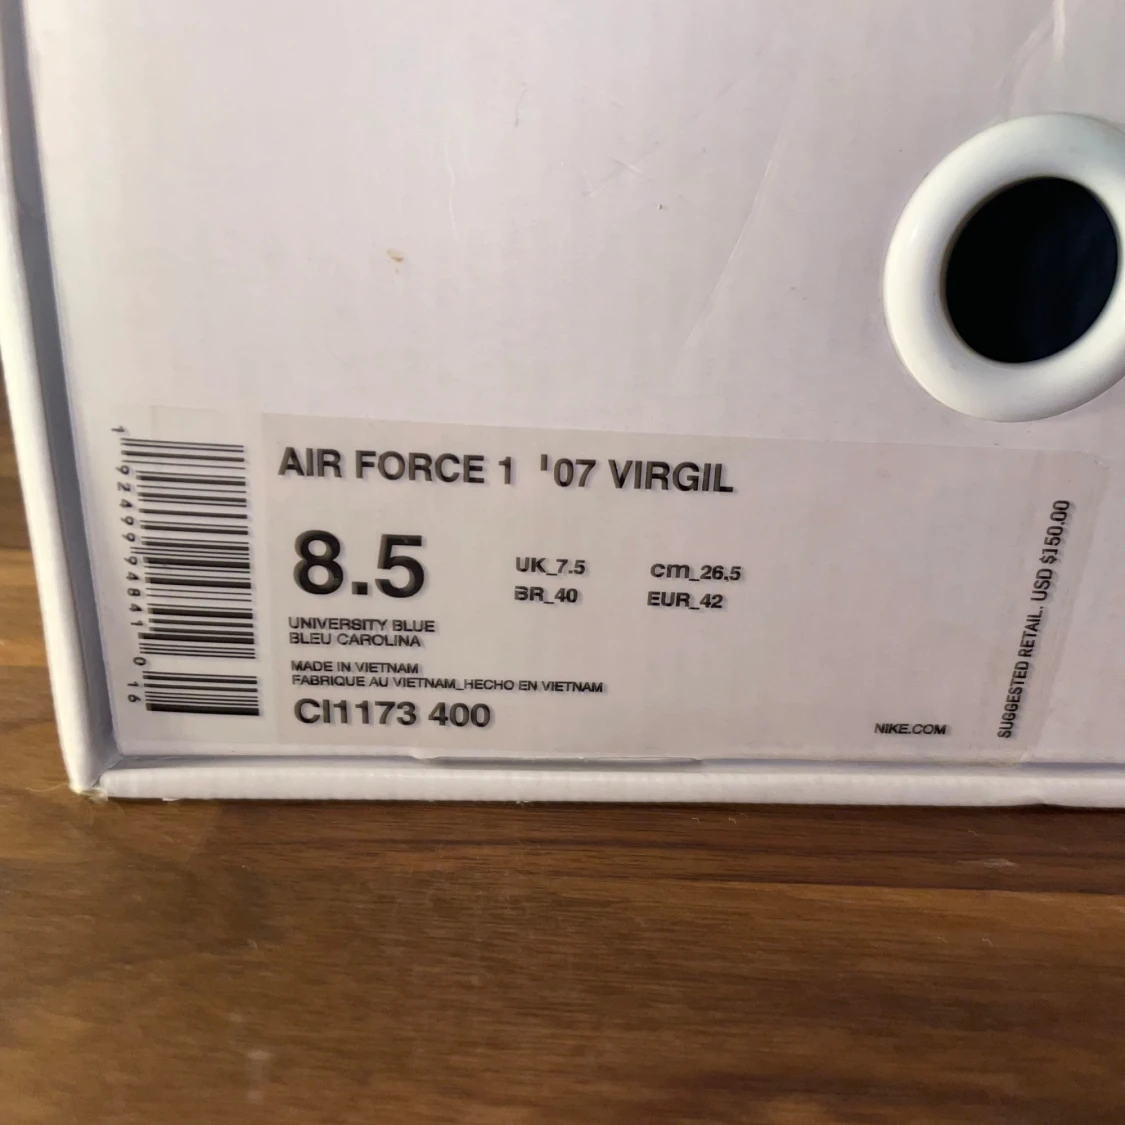 AIR FORCE 1 '07 VIRGIL
8.5
UK_7.5 cm_26.5
BR_40 EUR_42
UNIVERSITY BLUE
BLEU CAROLINA
MADE IN VIETNAM
FABRIQUE AU VIETNAM_HECHO EN VIETNAM
CI1173 400
NIKE.COM
SUGGESTED RETAIL. USD $150.00
1 92499 94841 0 16